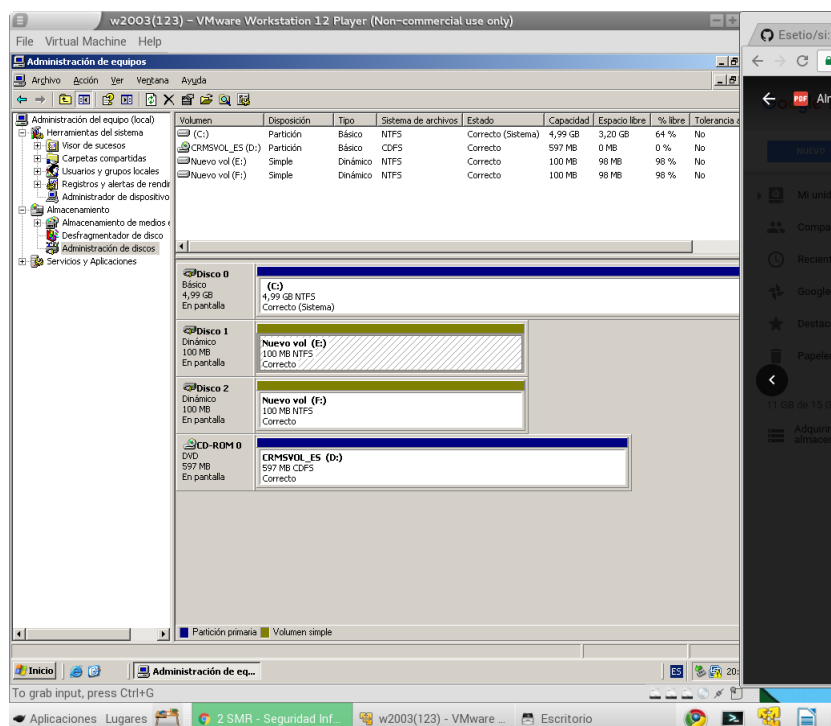 w2003(123) – VMware Workstation 12 Player (Non-commercial use only)
File Virtual Machine Help
Administración de equipos
Archivo Acción Ver Ventana Ayuda
Volumen Disposición Tipo Sistema de archivos Estado Capacidad Espacio libre % libre Tolerancia a
(C:) Partición Básico NTFS Correcto (Sistema) 4,99 GB 3,20 GB 64 % No
CRMSVOL_ES (D:) Partición Básico CDFS Correcto 597 MB 0 MB 0 % No
Nuevo vol (E:) Simple Dinámico NTFS Correcto 100 MB 98 MB 98 % No
Nuevo vol (F:) Simple Dinámico NTFS Correcto 100 MB 98 MB 98 % No
Administración del equipo (local)
Herramientas del sistema
Visor de sucesos
Carpetas compartidas
Usuarios y grupos locales
Registros y alertas de rendir
Administrador de dispositivo
Almacenamiento
Almacenamiento de medios e
Desfragmentador de disco
Administración de discos
Servicios y Aplicaciones
Disco 0
Básico
4,99 GB
En pantalla
(C:)
4,99 GB NTFS
Correcto (Sistema)
Disco 1
Dinámico
100 MB
En pantalla
Nuevo vol (E:)
100 MB NTFS
Correcto
Disco 2
Dinámico
100 MB
En pantalla
Nuevo vol (F:)
100 MB NTFS
Correcto
CD-ROM 0
DVD
597 MB
En pantalla
CRMSVOL_ES (D:)
597 MB CDFS
Correcto
Partición primaria Volumen simple
Inicio Administración de eq... ES 20:
To grab input, press Ctrl+G
Aplicaciones Lugares 2 SMR - Seguridad Inf... w2003(123) - VMware ... Escritorio
Esetio/si:
PDF Alm
NUEVO
Mi unid
Compa
Recient
Google
Destac
Papele
11 GB de 15 G
Adquirir
almacen